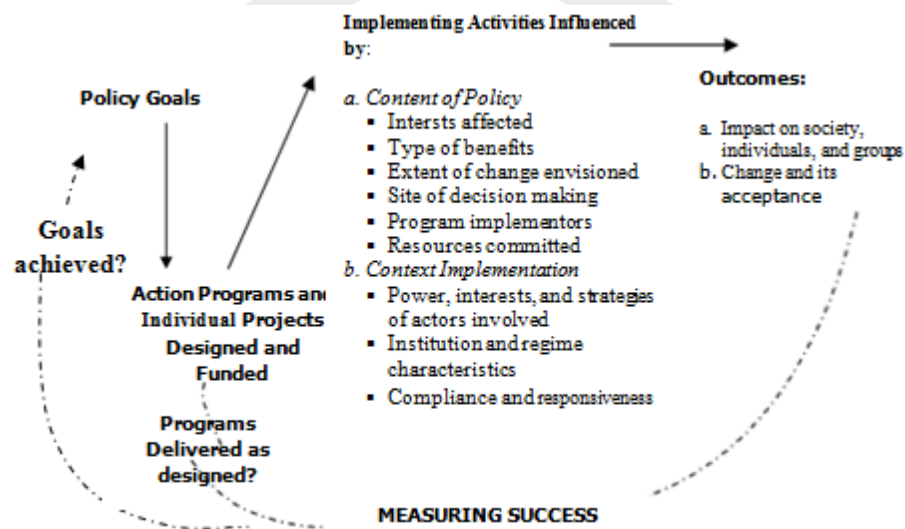 Implementing Activities Influenced
by:
Policy Goals
Goals
achieved?
Action Programs and
Individual Projects
Designed and
Funded
Programs
Delivered as
designed?
a. Content of Policy
▪ Intersts affected
▪ Type of benefits
▪ Extent of change envisioned
▪ Site of decision making
▪ Program implementors
▪ Resources committed
b. Context Implementation
▪ Power, interests, and strategies
of actors involved
▪ Institution and regime
characteristics
▪ Compliance and responsiveness
Outcomes:
a. Impact on society,
individuals, and groups
b. Change and its
acceptance
MEASURING SUCCESS